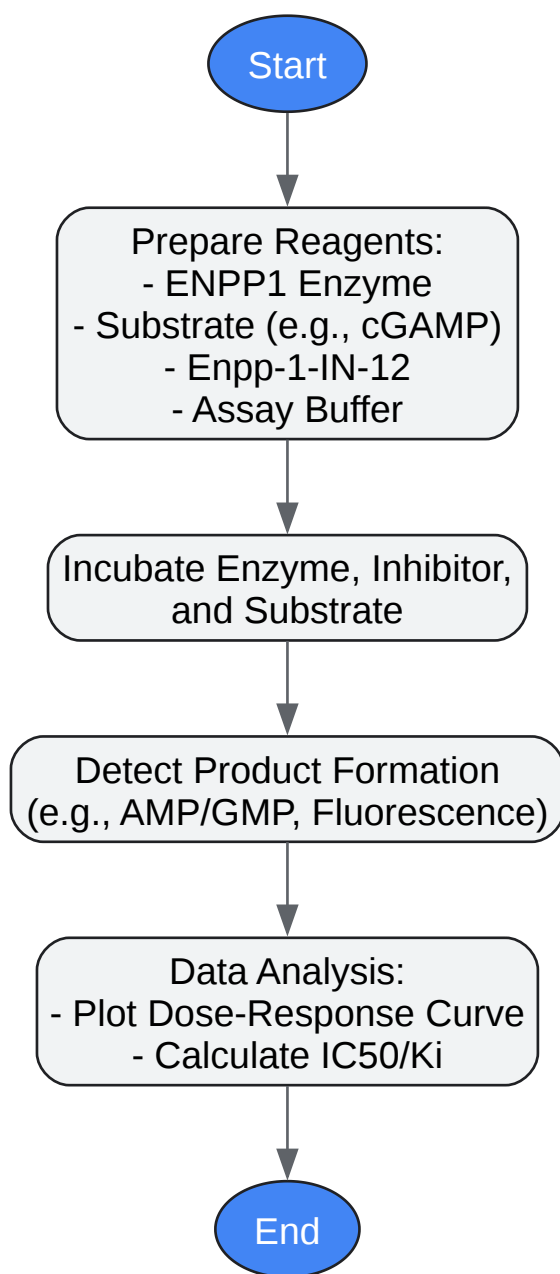 Start
Prepare Reagents:
- ENPP1 Enzyme
- Substrate (e.g., cGAMP)
- Enpp-1-IN-12
- Assay Buffer
Incubate Enzyme, Inhibitor,
and Substrate
Detect Product Formation
(e.g., AMP/GMP, Fluorescence)
Data Analysis:
- Plot Dose-Response Curve
- Calculate IC50/Ki
End